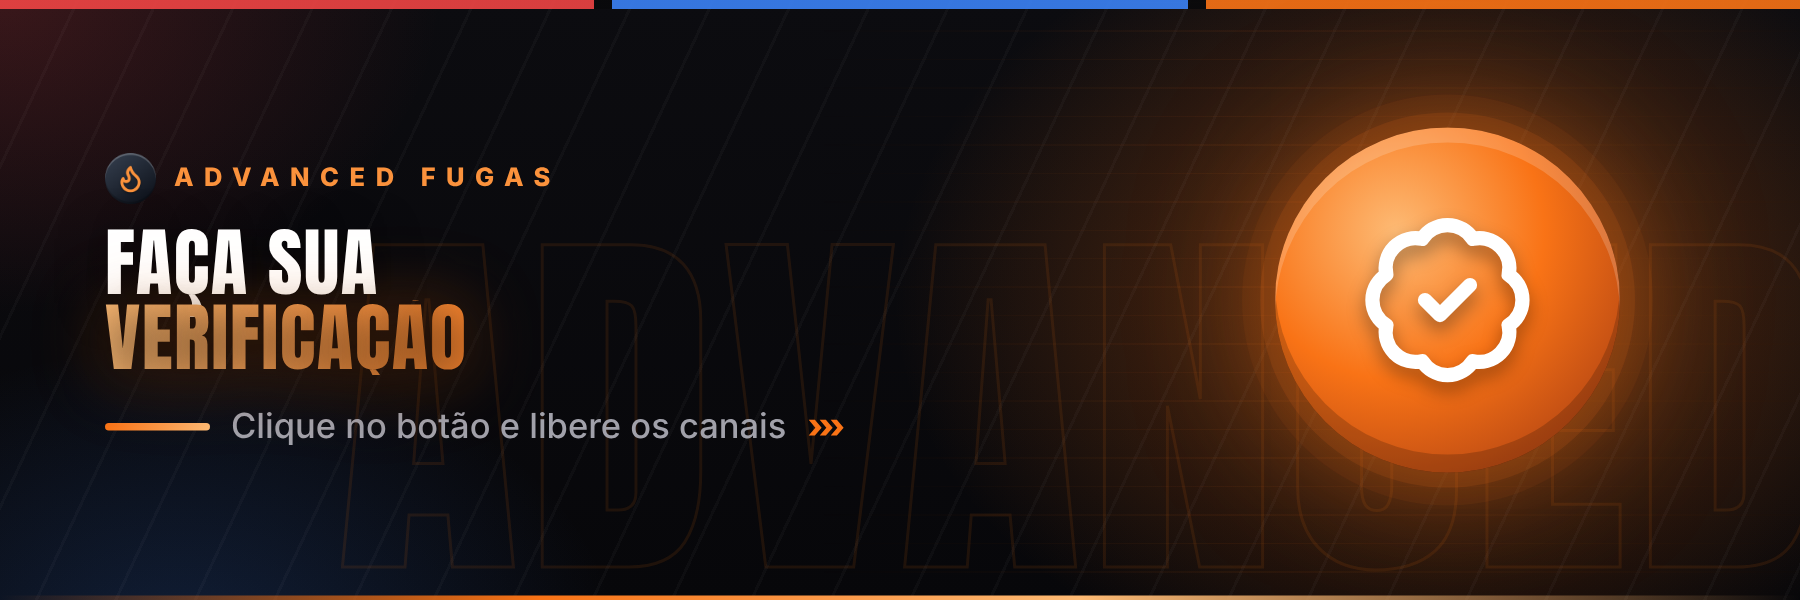 ADVANCED FUGAS
FAÇA SUA
VERIFICAÇÃO
Clique no botão e libere os canais
ADVANCED